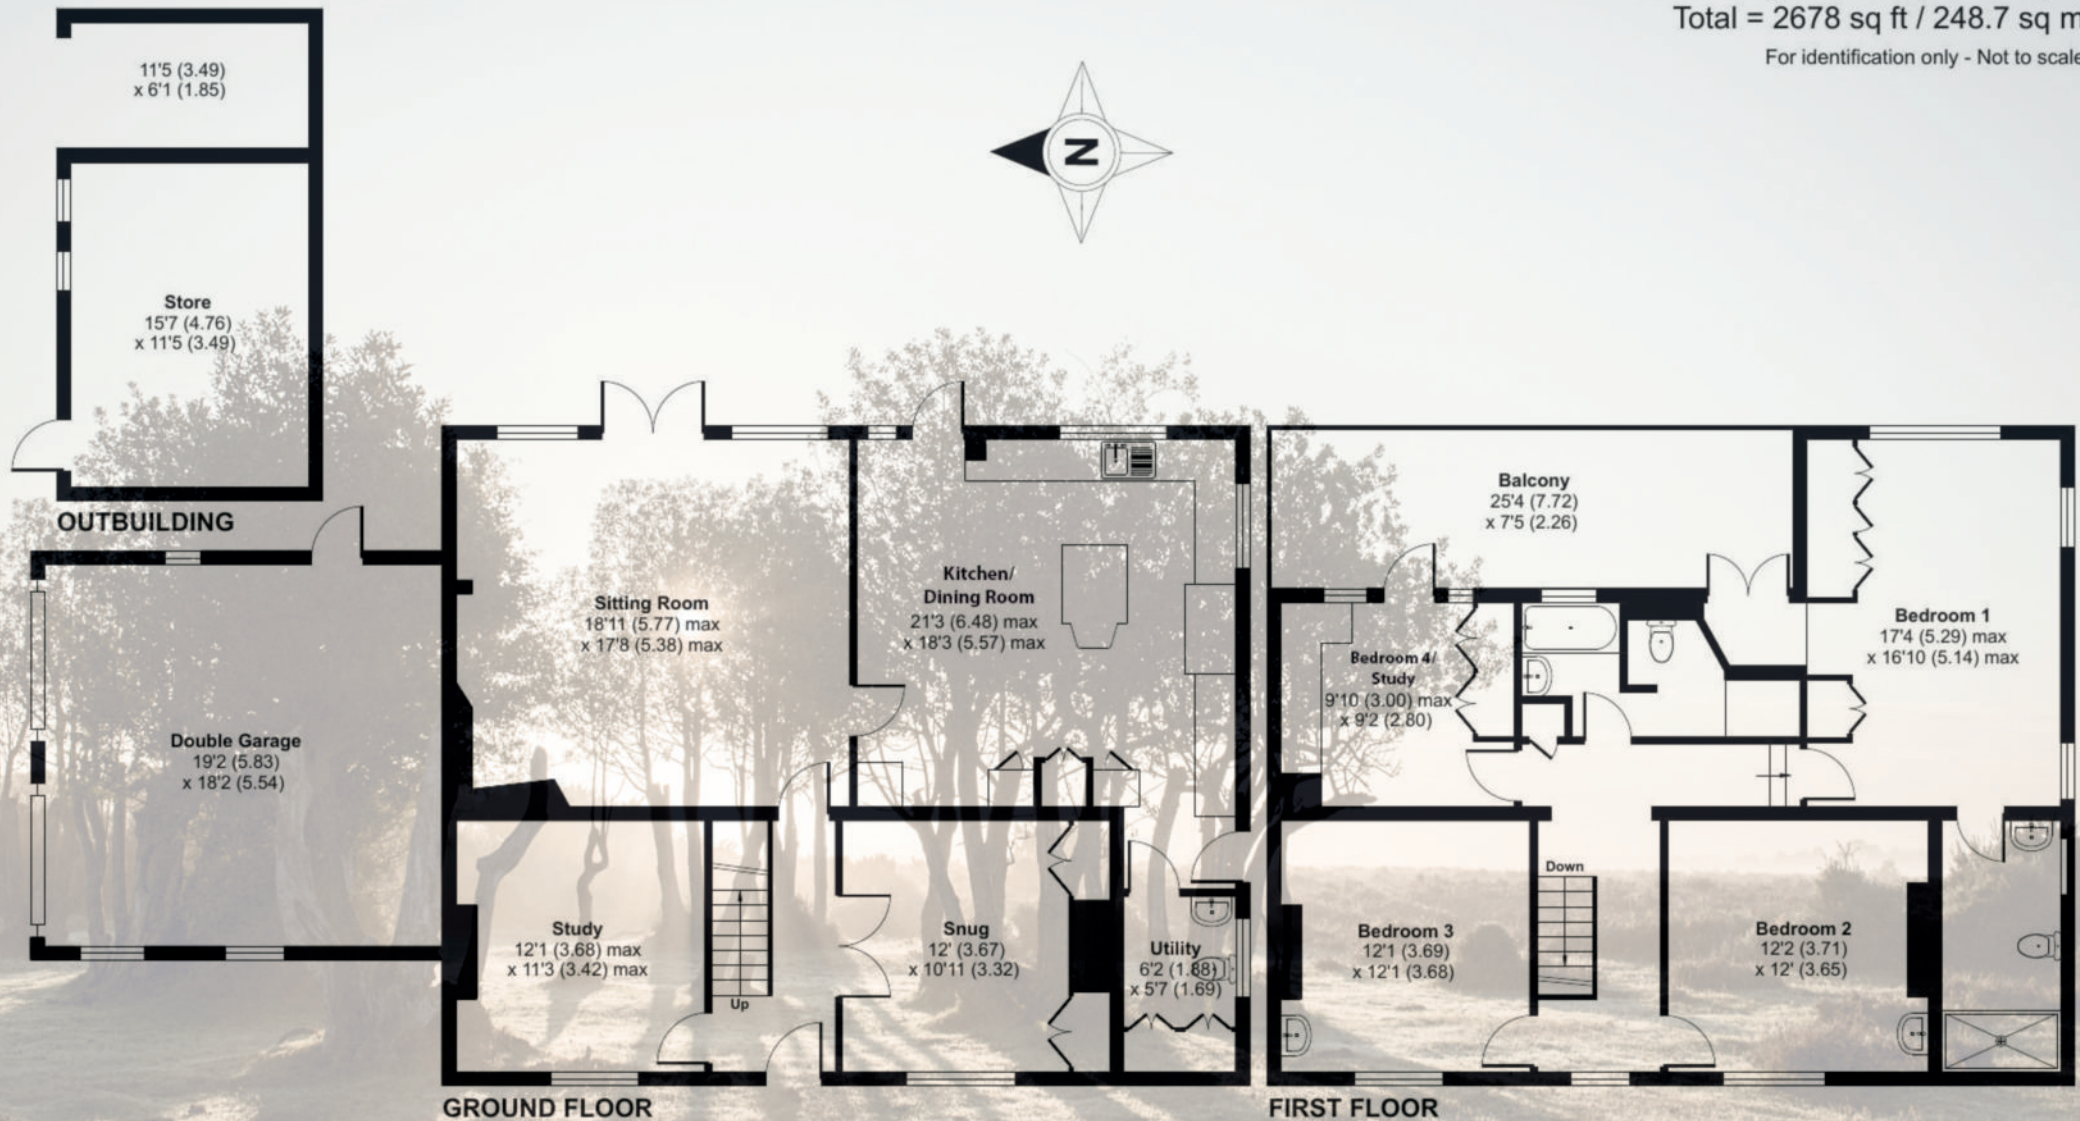 Total = 2678 sq ft / 248.7 sq m
For identification only - Not to scale
11'5 (3.49)
x 6'1 (1.85)
N
Store
15'7 (4.76)
x 11'5 (3.49)
OUTBUILDING
Double Garage
19'2 (5.83)
x 18'2 (5.54)
Sitting Room
18'11 (5.77) max
x 17'8 (5.38) max
Kitchen/
Dining Room
21'3 (6.48) max
x 18'3 (5.57) max
Study
12'1 (3.68) max
x 11'3 (3.42) max
Up
Snug
12' (3.67)
x 10'11 (3.32)
Utility
6'2 (1.88)
x 5'7 (1.69)
GROUND FLOOR
Balcony
25'4 (7.72)
x 7'5 (2.26)
Bedroom 1
17'4 (5.29) max
x 16'10 (5.14) max
Bedroom 4/
Study
9'10 (3.00) max
x 9'2 (2.80)
Down
Bedroom 3
12'1 (3.69)
x 12'1 (3.68)
Bedroom 2
12'2 (3.71)
x 12' (3.65)
FIRST FLOOR